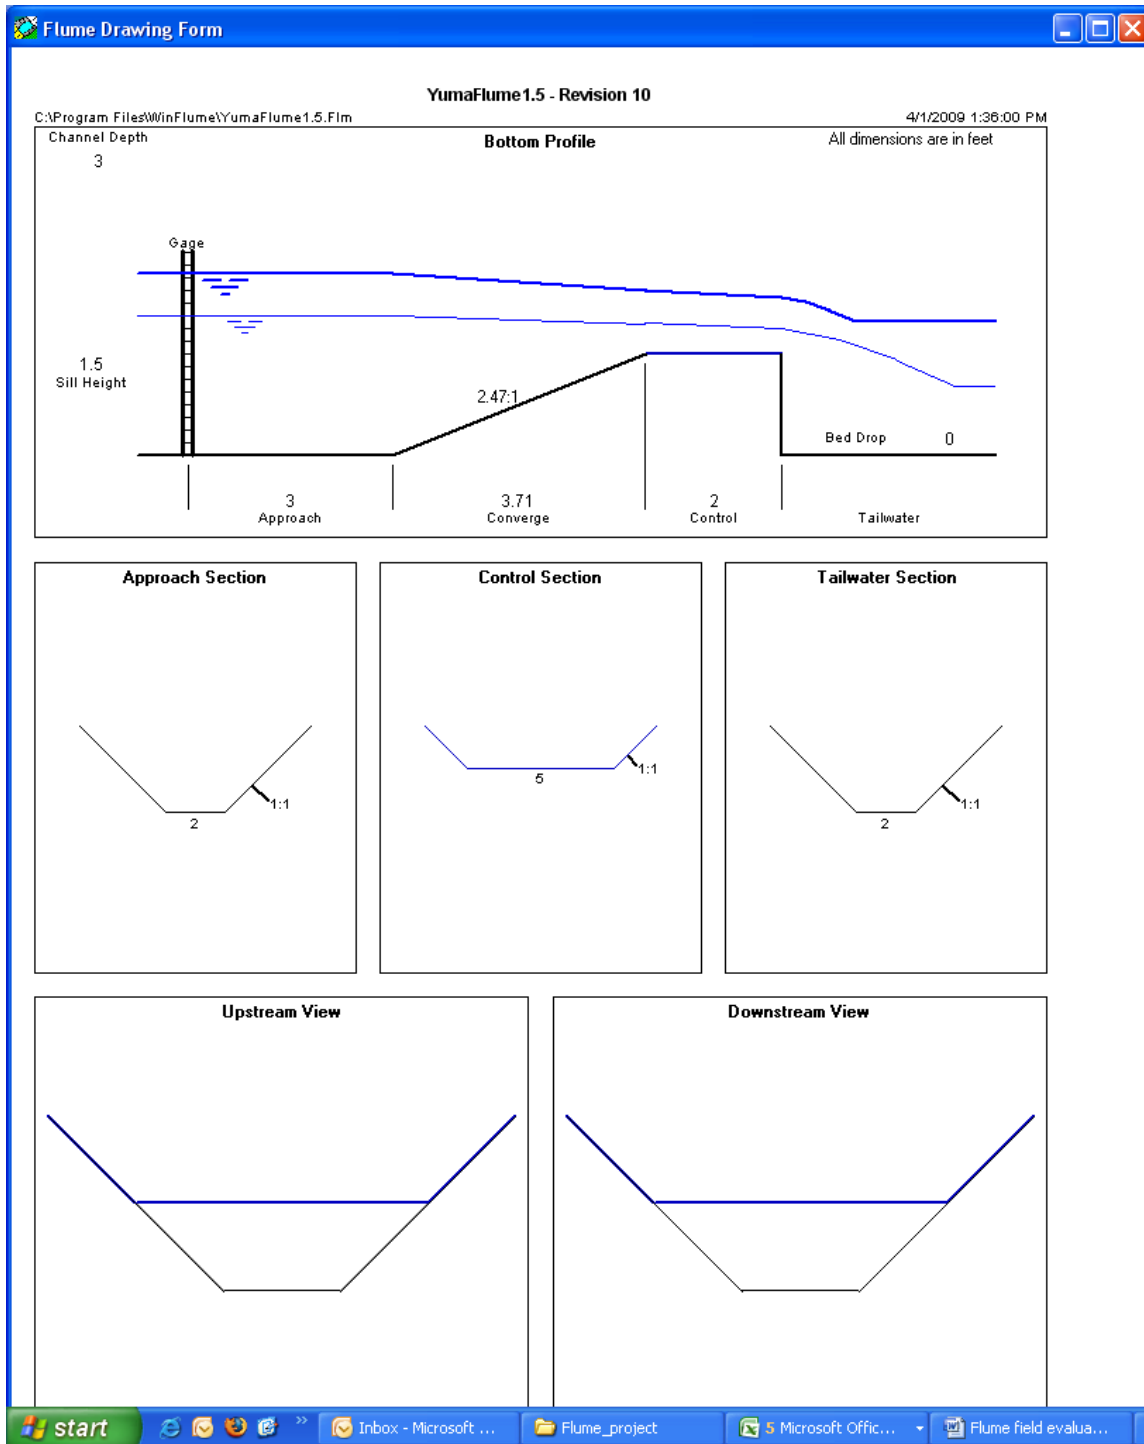 Flume Drawing Form
YumaFlume1.5 - Revision 10
C:\Program Files\WinFlume\YumaFlume1.5.Flm
4/1/2009 1:36:00 PM
Channel Depth
3
Bottom Profile
All dimensions are in feet
Gage
1.5
Sill Height
2.47:1
Bed Drop 0
3
Approach
3.71
Converge
2
Control
Tailwater
Approach Section
2
1:1
Control Section
5
1:1
Tailwater Section
2
1:1
Upstream View
Downstream View
start
»
Inbox - Microsoft ...
Flume_project
5 Microsoft Offic...
Flume field evalua...